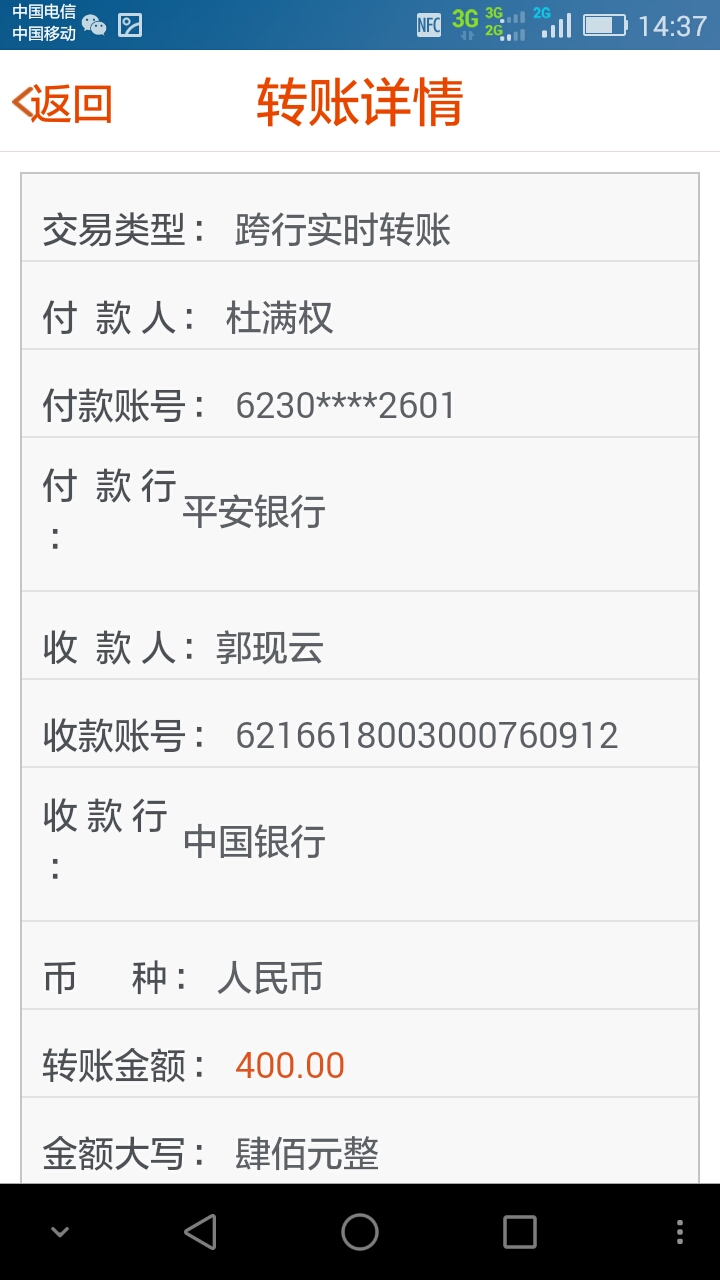 中国电信
中国移动
NFC 3G 3G 2G 2G 14:37
返回 转账详情
交易类型： 跨行实时转账
付 款 人： 杜满权
付款账号： 6230****2601
付 款 行： 平安银行
收 款 人： 郭现云
收款账号： 6216618003000760912
收 款 行： 中国银行
币 种： 人民币
转账金额： 400.00
金额大写： 肆佰元整